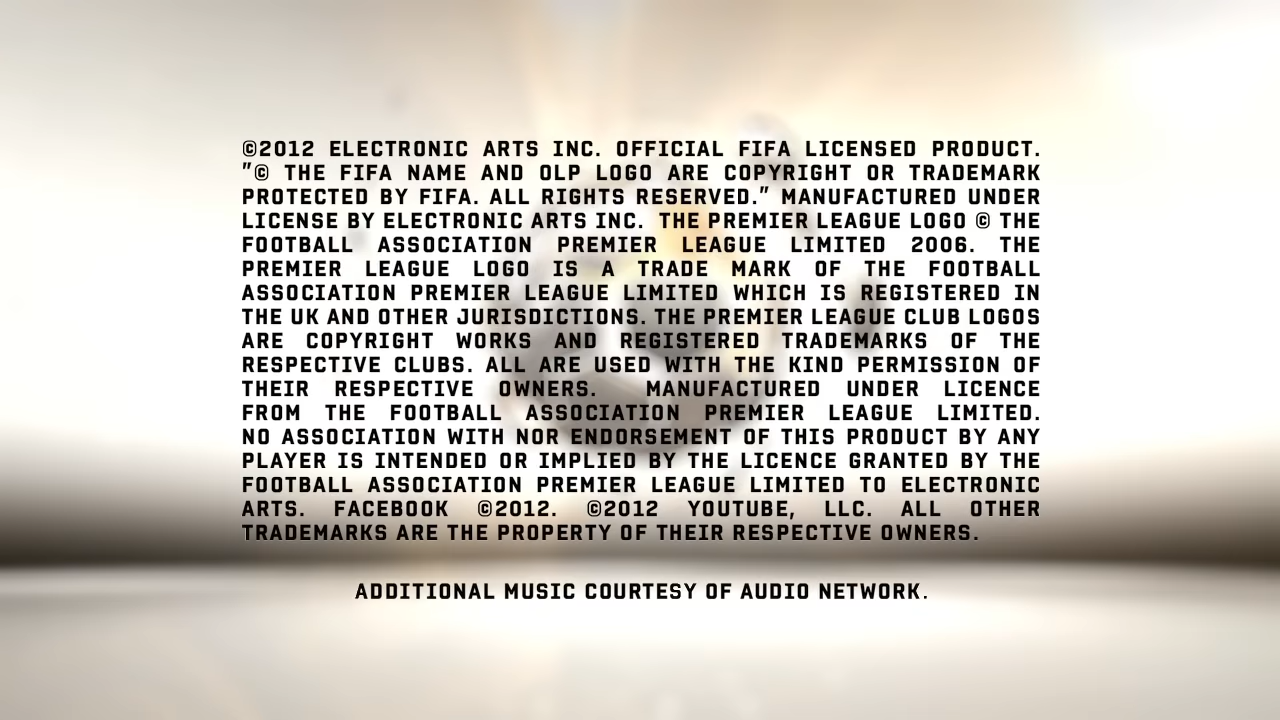 ©2012 ELECTRONIC ARTS INC. OFFICIAL FIFA LICENSED PRODUCT.
"© THE FIFA NAME AND OLP LOGO ARE COPYRIGHT OR TRADEMARK
PROTECTED BY FIFA. ALL RIGHTS RESERVED." MANUFACTURED UNDER
LICENSE BY ELECTRONIC ARTS INC. THE PREMIER LEAGUE LOGO © THE
FOOTBALL ASSOCIATION PREMIER LEAGUE LIMITED 2006. THE
PREMIER LEAGUE LOGO IS A TRADE MARK OF THE FOOTBALL
ASSOCIATION PREMIER LEAGUE LIMITED WHICH IS REGISTERED IN
THE UK AND OTHER JURISDICTIONS. THE PREMIER LEAGUE CLUB LOGOS
ARE COPYRIGHT WORKS AND REGISTERED TRADEMARKS OF THE
RESPECTIVE CLUBS. ALL ARE USED WITH THE KIND PERMISSION OF
THEIR RESPECTIVE OWNERS. MANUFACTURED UNDER LICENCE
FROM THE FOOTBALL ASSOCIATION PREMIER LEAGUE LIMITED.
NO ASSOCIATION WITH NOR ENDORSEMENT OF THIS PRODUCT BY ANY
PLAYER IS INTENDED OR IMPLIED BY THE LICENCE GRANTED BY THE
FOOTBALL ASSOCIATION PREMIER LEAGUE LIMITED TO ELECTRONIC
ARTS. FACEBOOK ©2012. ©2012 YOUTUBE, LLC. ALL OTHER
TRADEMARKS ARE THE PROPERTY OF THEIR RESPECTIVE OWNERS.
ADDITIONAL MUSIC COURTESY OF AUDIO NETWORK.